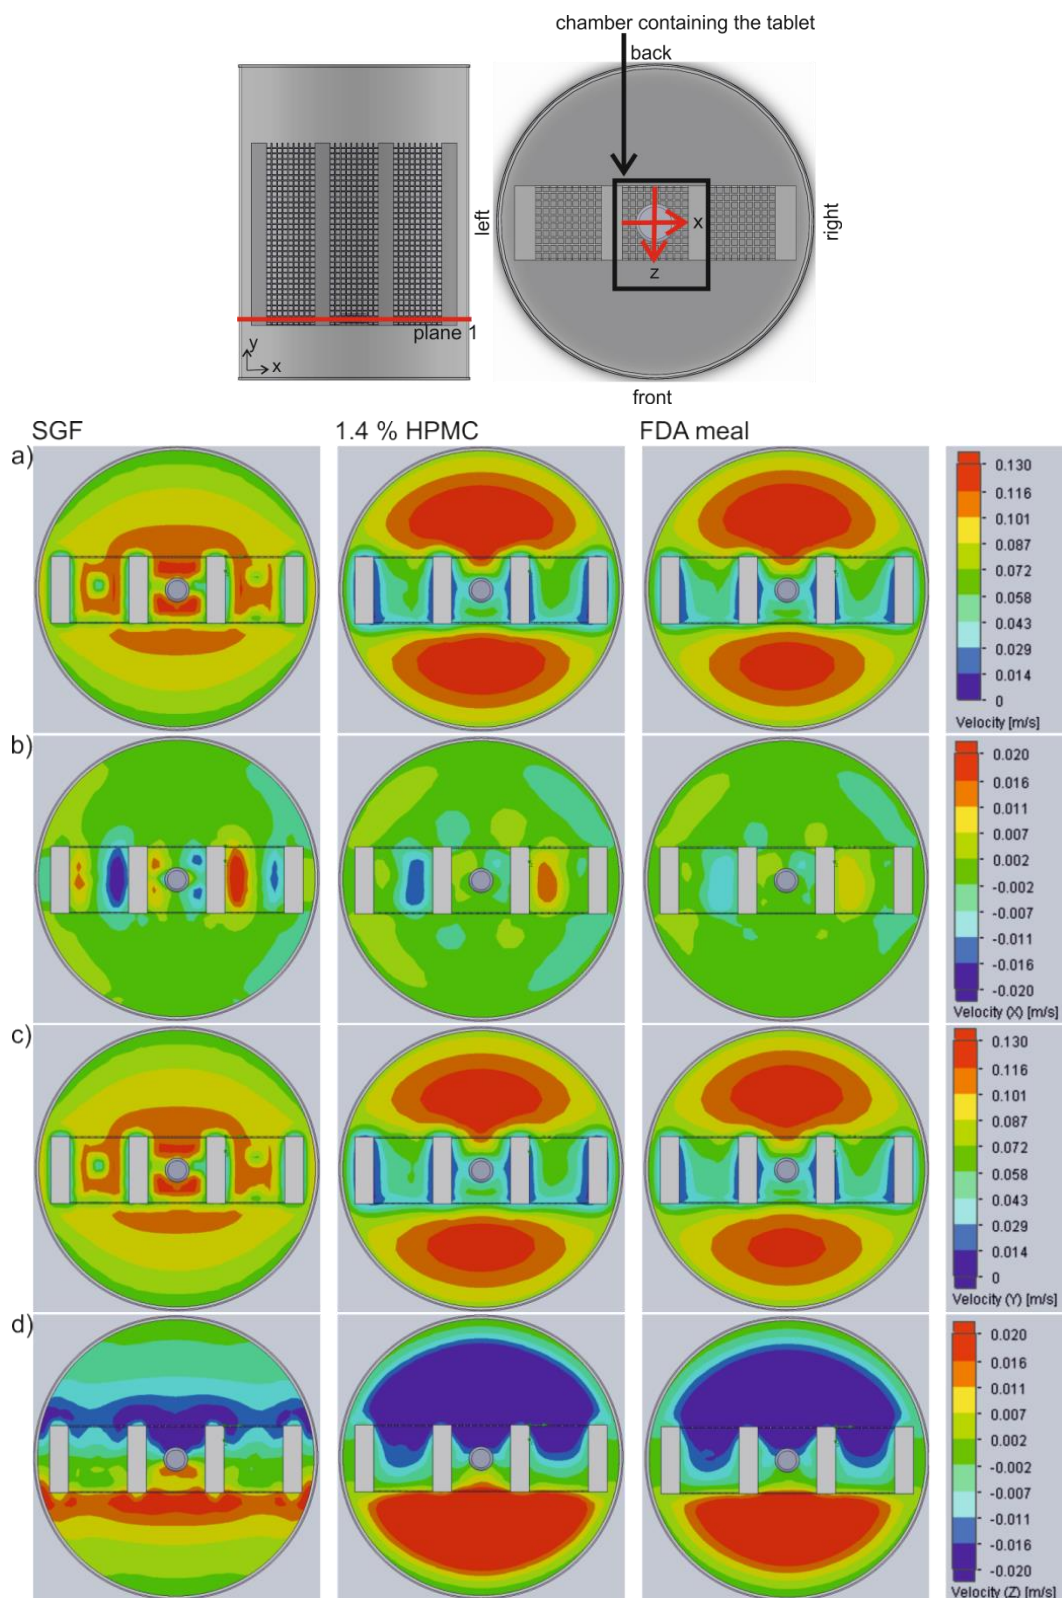 chamber containing the tablet
back
left
right
x
z
plane 1
y
x
front
SGF
1.4 % HPMC
FDA meal
a)
0.130
0.116
0.101
0.087
0.072
0.058
0.043
0.029
0.014
0
Velocity [m/s]
b)
0.020
0.016
0.011
0.007
0.002
-0.002
-0.007
-0.011
-0.016
-0.020
Velocity (X) [m/s]
c)
0.130
0.116
0.101
0.087
0.072
0.058
0.043
0.029
0.014
0
Velocity (Y) [m/s]
d)
0.020
0.016
0.011
0.007
0.002
-0.002
-0.007
-0.011
-0.016
-0.020
Velocity (Z) [m/s]